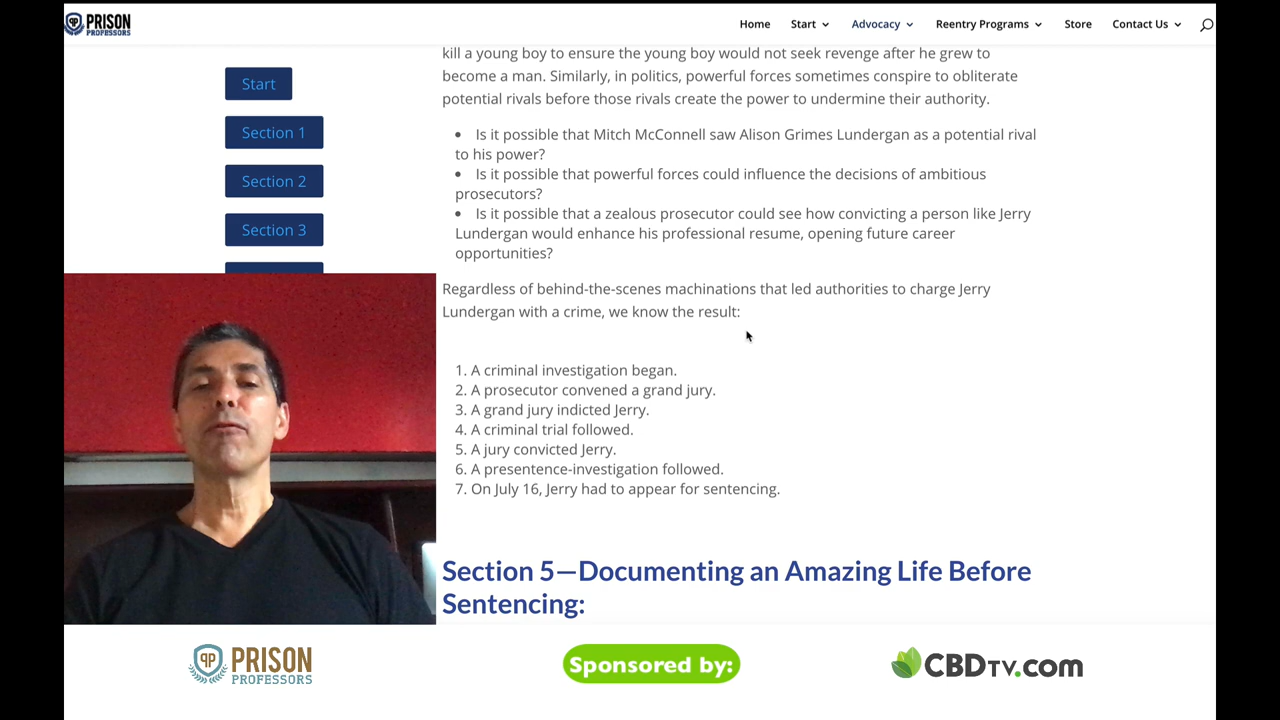 PRISON
PROFESSORS
Home
Start
Advocacy
Reentry Programs
Store
Contact Us
Start
Section 1
Section 2
Section 3
kill a young boy to ensure the young boy would not seek revenge after he grew to
become a man. Similarly, in politics, powerful forces sometimes conspire to obliterate
potential rivals before those rivals create the power to undermine their authority.
• Is it possible that Mitch McConnell saw Alison Grimes Lundergan as a potential rival
to his power?
• Is it possible that powerful forces could influence the decisions of ambitious
prosecutors?
• Is it possible that a zealous prosecutor could see how convicting a person like Jerry
Lundergan would enhance his professional resume, opening future career
opportunities?
Regardless of behind-the-scenes machinations that led authorities to charge Jerry
Lundergan with a crime, we know the result:
1. A criminal investigation began.
2. A prosecutor convened a grand jury.
3. A grand jury indicted Jerry.
4. A criminal trial followed.
5. A jury convicted Jerry.
6. A presentence-investigation followed.
7. On July 16, Jerry had to appear for sentencing.
Section 5—Documenting an Amazing Life Before
Sentencing:
PP PRISON
PROFESSORS
Sponsored by:
CBDTV.com